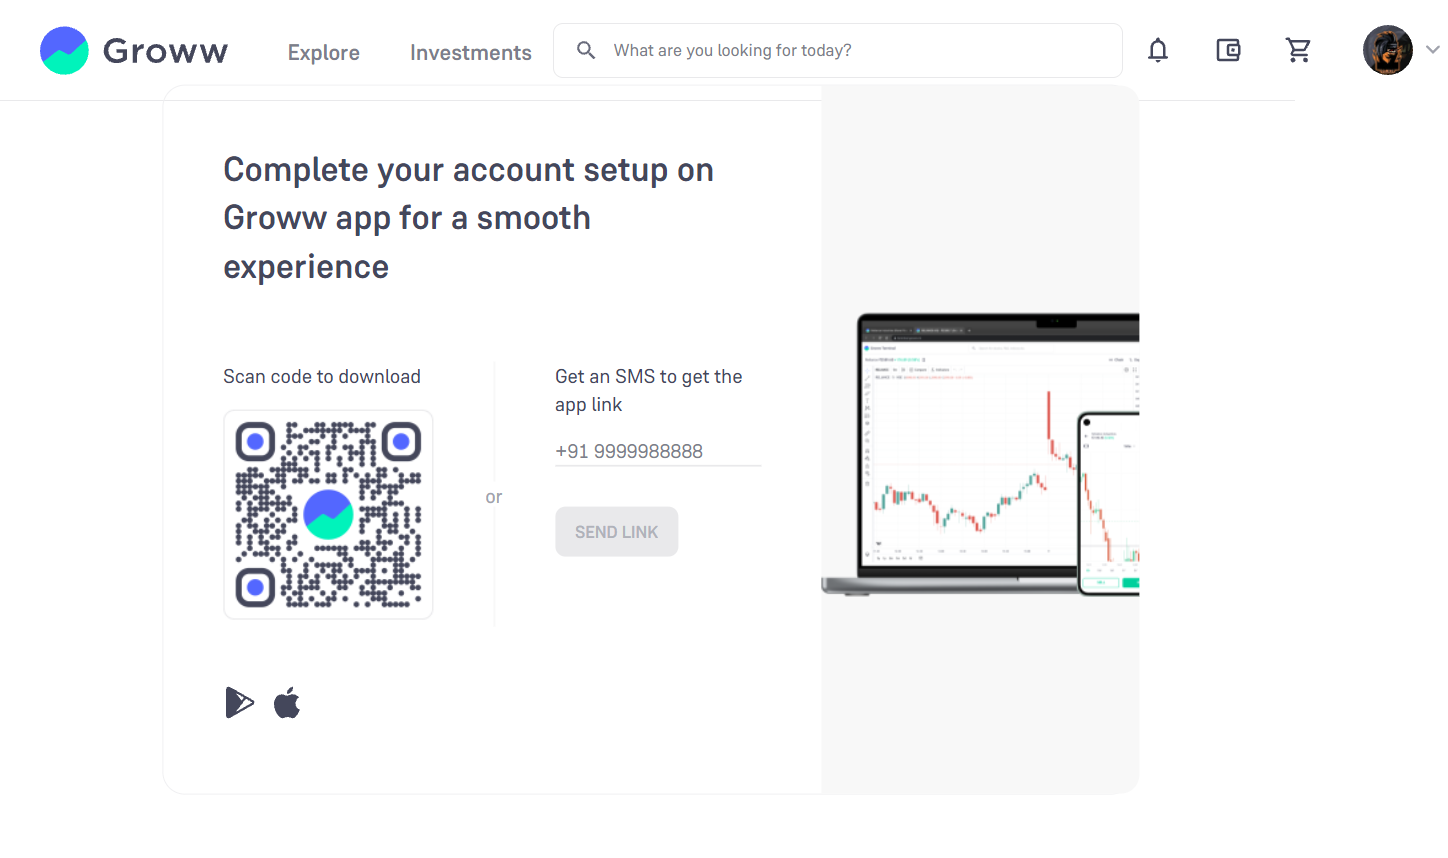 Groww
Explore
Investments
What are you looking for today?
Complete your account setup on
Groww app for a smooth
experience
Scan code to download
or
Get an SMS to get the
app link
+91 9999988888
SEND LINK